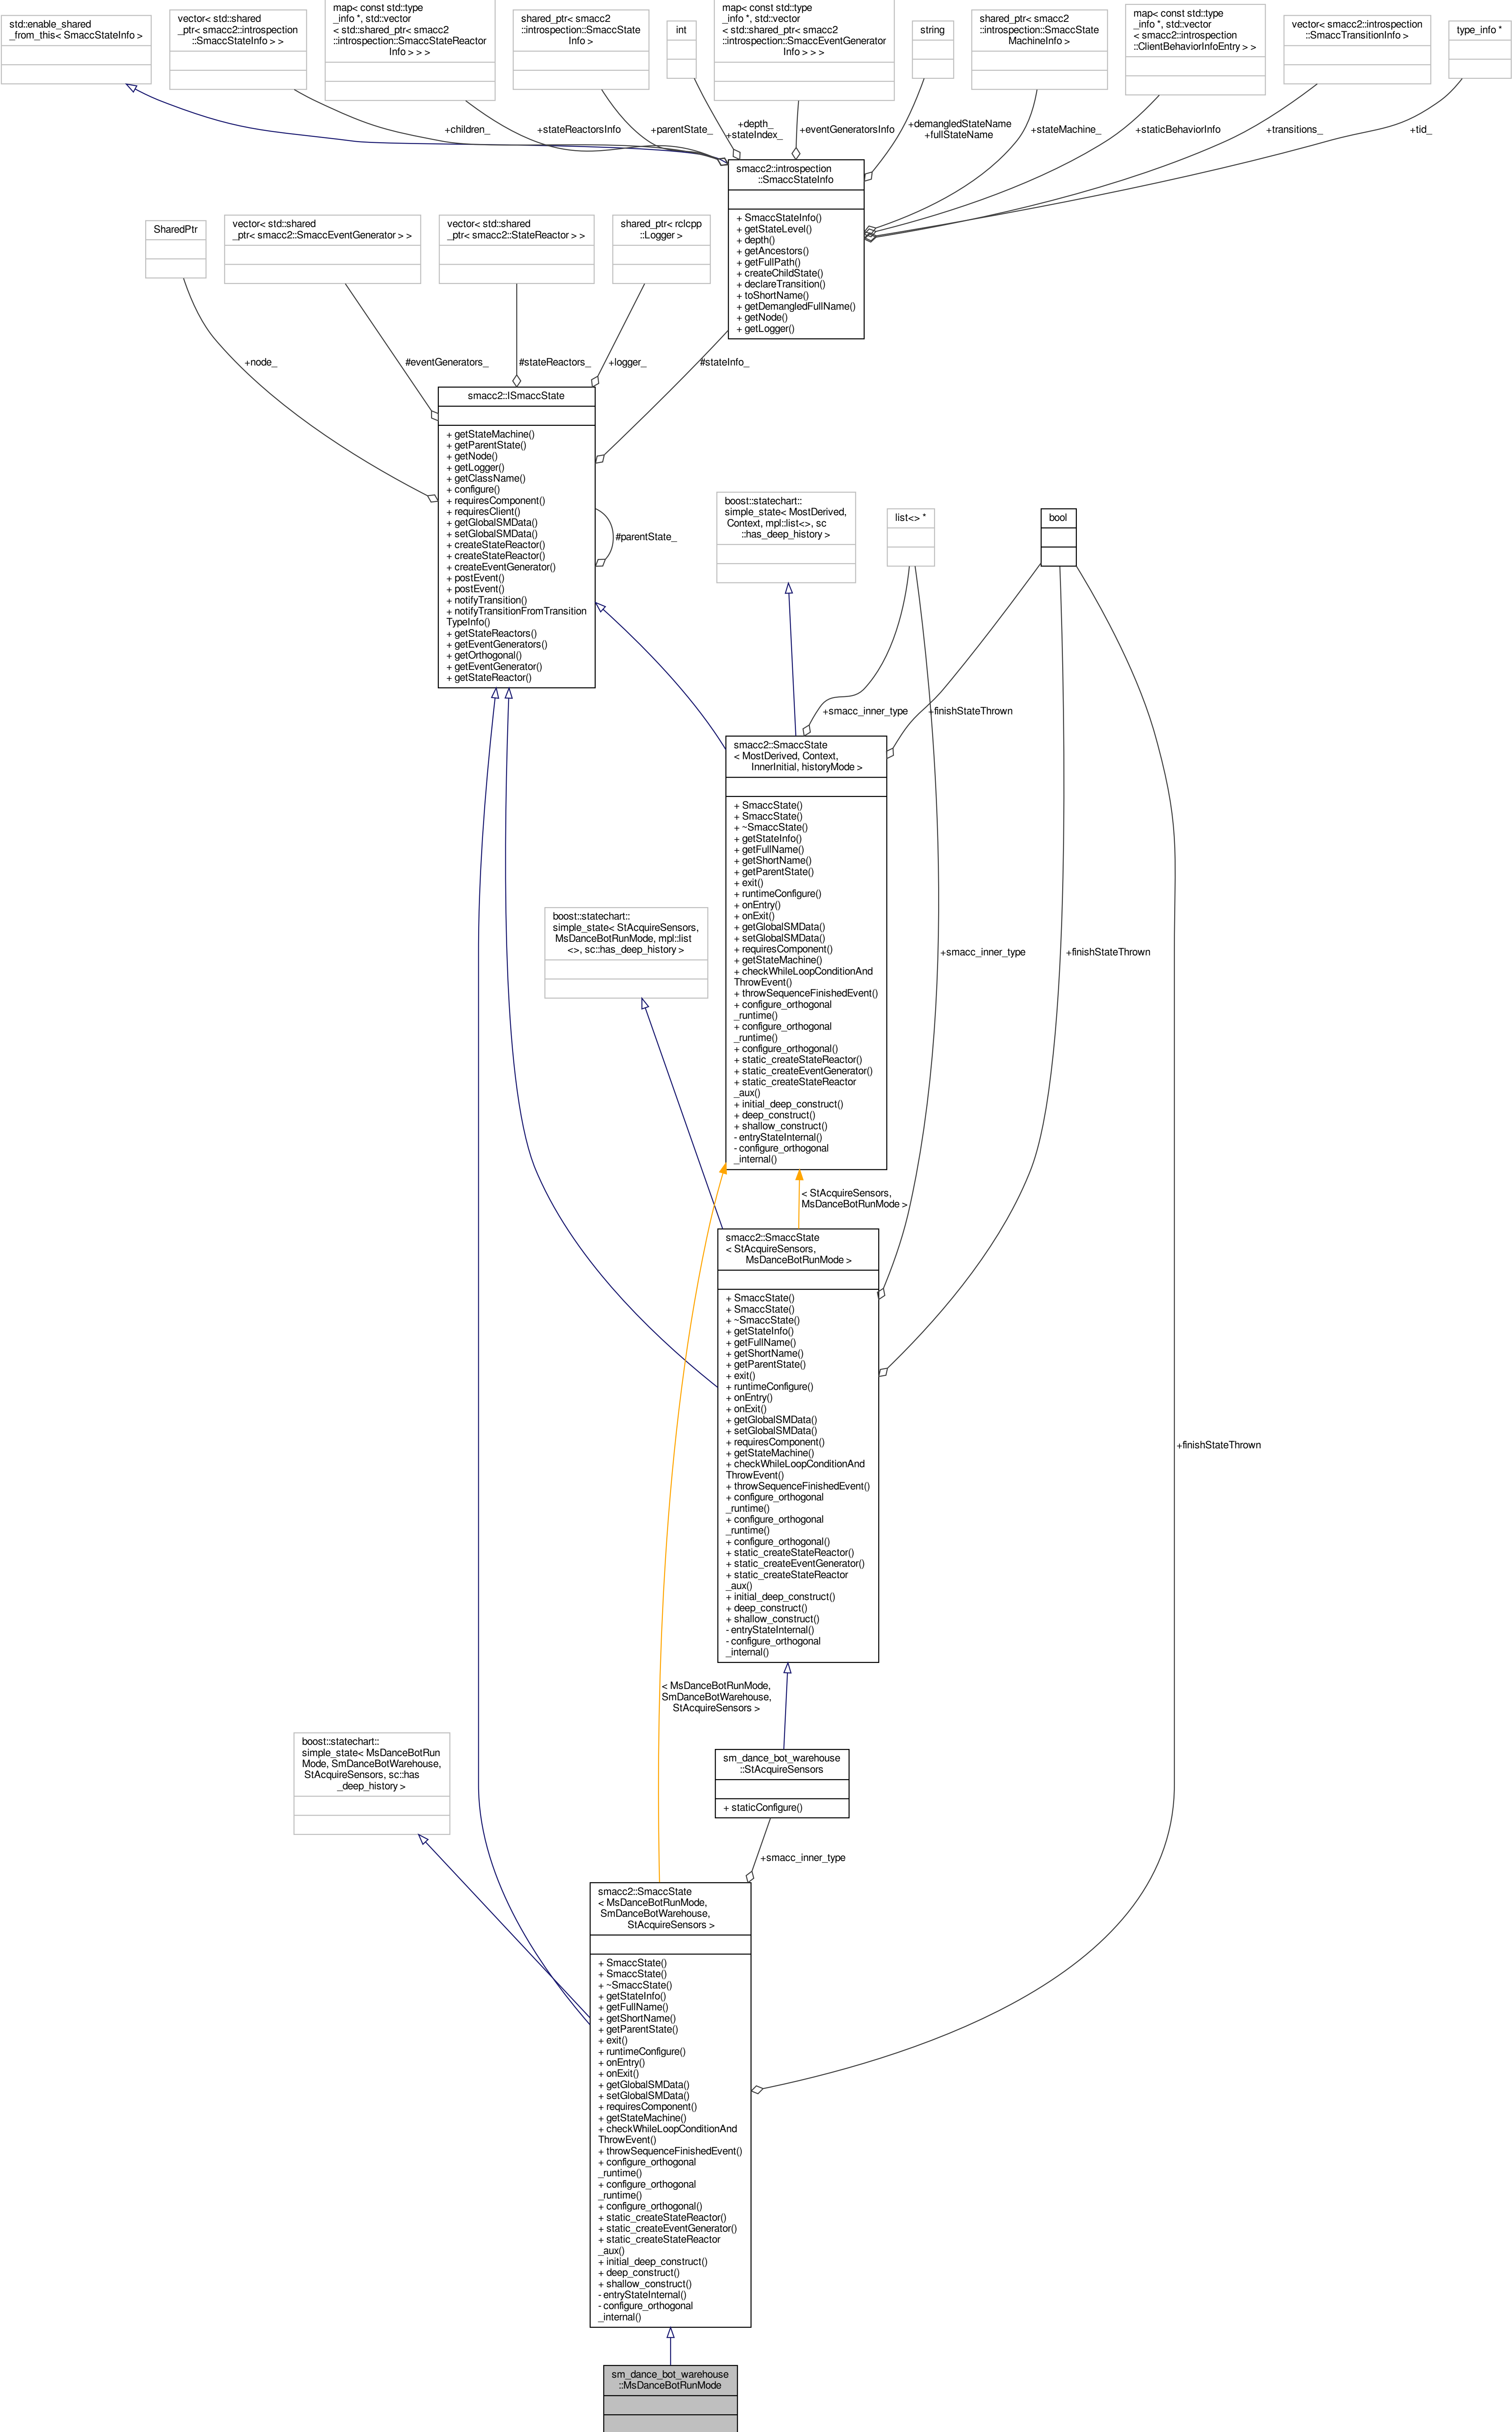 std::enable_shared
_from_this< SmaccStateInfo >
vector< std::shared
_ptr< smacc2::introspection
::SmaccStateInfo > >
map< const std::type
_info *, std::vector
< std::shared_ptr< smacc2
::introspection::SmaccStateReactor
Info > > >
shared_ptr< smacc2
::introspection::SmaccState
Info >
int
map< const std::type
_info *, std::vector
< std::shared_ptr< smacc2
::introspection::SmaccEventGenerator
Info > > >
string
shared_ptr< smacc2
::introspection::SmaccState
MachineInfo >
map< const std::type
_info *, std::vector
< smacc2::introspection
::ClientBehaviorInfoEntry > >
vector< smacc2::introspection
::SmaccTransitionInfo >
type_info *
+children_
+stateReactorsInfo
+parentState_
+depth_
+stateIndex_
+eventGeneratorsInfo
+demangledStateName
+fullStateName
+stateMachine_
+staticBehaviorInfo
+transitions_
+tid_
smacc2::introspection
::SmaccStateInfo
+ SmaccStateInfo()
+ getStateLevel()
+ depth()
+ getAncestors()
+ getFullPath()
+ createChildState()
+ declareTransition()
+ toShortName()
+ getDemangledFullName()
+ getNode()
+ getLogger()
SharedPtr
vector< std::shared
_ptr< smacc2::SmaccEventGenerator > >
vector< std::shared
_ptr< smacc2::StateReactor > >
shared_ptr< rclcpp
::Logger >
+node_
#eventGenerators_
#stateReactors_
+logger_
#stateInfo_
smacc2::ISmaccState
+ getStateMachine()
+ getParentState()
+ getNode()
+ getLogger()
+ getClassName()
+ configure()
+ requiresComponent()
+ requiresClient()
+ getGlobalSMData()
+ setGlobalSMData()
+ createStateReactor()
+ createStateReactor()
+ createEventGenerator()
+ postEvent()
+ postEvent()
+ notifyTransition()
+ notifyTransitionFromTransition
TypeInfo()
+ getStateReactors()
+ getEventGenerators()
+ getOrthogonal()
+ getEventGenerator()
+ getStateReactor()
#parentState_
boost::statechart::
simple_state< MostDerived,
Context, mpl::list<>, sc
::has_deep_history >
list<> *
bool
+smacc_inner_type
+finishStateThrown
smacc2::SmaccState
< MostDerived, Context,
InnerInitial, historyMode >
+ SmaccState()
+ SmaccState()
+ ~SmaccState()
+ getStateInfo()
+ getFullName()
+ getShortName()
+ getParentState()
+ exit()
+ runtimeConfigure()
+ onEntry()
+ onExit()
+ getGlobalSMData()
+ setGlobalSMData()
+ requiresComponent()
+ getStateMachine()
+ checkWhileLoopConditionAnd
ThrowEvent()
+ throwSequenceFinishedEvent()
+ configure_orthogonal
_runtime()
+ configure_orthogonal
_runtime()
+ configure_orthogonal()
+ static_createStateReactor()
+ static_createEventGenerator()
+ static_createStateReactor
_aux()
+ initial_deep_construct()
+ deep_construct()
+ shallow_construct()
- entryStateInternal()
- configure_orthogonal
_internal()
boost::statechart::
simple_state< StAcquireSensors,
MsDanceBotRunMode, mpl::list
<>, sc::has_deep_history >
+smacc_inner_type
+finishStateThrown
< StAcquireSensors,
MsDanceBotRunMode >
smacc2::SmaccState
< StAcquireSensors,
MsDanceBotRunMode >
+ SmaccState()
+ SmaccState()
+ ~SmaccState()
+ getStateInfo()
+ getFullName()
+ getShortName()
+ getParentState()
+ exit()
+ runtimeConfigure()
+ onEntry()
+ onExit()
+ getGlobalSMData()
+ setGlobalSMData()
+ requiresComponent()
+ getStateMachine()
+ checkWhileLoopConditionAnd
ThrowEvent()
+ throwSequenceFinishedEvent()
+ configure_orthogonal
_runtime()
+ configure_orthogonal
_runtime()
+ configure_orthogonal()
+ static_createStateReactor()
+ static_createEventGenerator()
+ static_createStateReactor
_aux()
+ initial_deep_construct()
+ deep_construct()
+ shallow_construct()
- entryStateInternal()
- configure_orthogonal
_internal()
+finishStateThrown
< MsDanceBotRunMode,
SmDanceBotWarehouse,
StAcquireSensors >
boost::statechart::
simple_state< MsDanceBotRun
Mode, SmDanceBotWarehouse,
StAcquireSensors, sc::has
_deep_history >
sm_dance_bot_warehouse
::StAcquireSensors
+ staticConfigure()
+smacc_inner_type
smacc2::SmaccState
< MsDanceBotRunMode,
SmDanceBotWarehouse,
StAcquireSensors >
+ SmaccState()
+ SmaccState()
+ ~SmaccState()
+ getStateInfo()
+ getFullName()
+ getShortName()
+ getParentState()
+ exit()
+ runtimeConfigure()
+ onEntry()
+ onExit()
+ getGlobalSMData()
+ setGlobalSMData()
+ requiresComponent()
+ getStateMachine()
+ checkWhileLoopConditionAnd
ThrowEvent()
+ throwSequenceFinishedEvent()
+ configure_orthogonal
_runtime()
+ configure_orthogonal
_runtime()
+ configure_orthogonal()
+ static_createStateReactor()
+ static_createEventGenerator()
+ static_createStateReactor
_aux()
+ initial_deep_construct()
+ deep_construct()
+ shallow_construct()
- entryStateInternal()
- configure_orthogonal
_internal()
sm_dance_bot_warehouse
::MsDanceBotRunMode